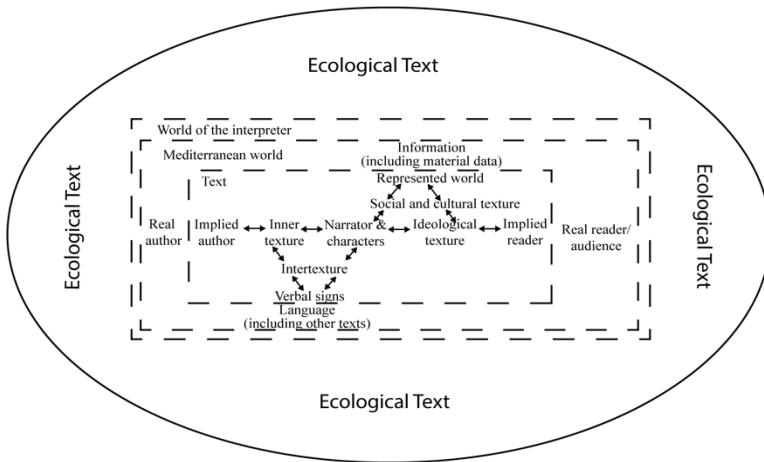 Ecological Text
World of the interpreter
Mediterranean world
Information
(including material data)
Text
Represented world
Social and cultural texture
Ecological Text
Real
author
Implied
author
Inner
texture
Narrator &
characters
Ideological
texture
Implied
reader
Real reader/
audience
Ecological Text
Intertexture
Verbal signs
Language
(including other texts)
Ecological Text